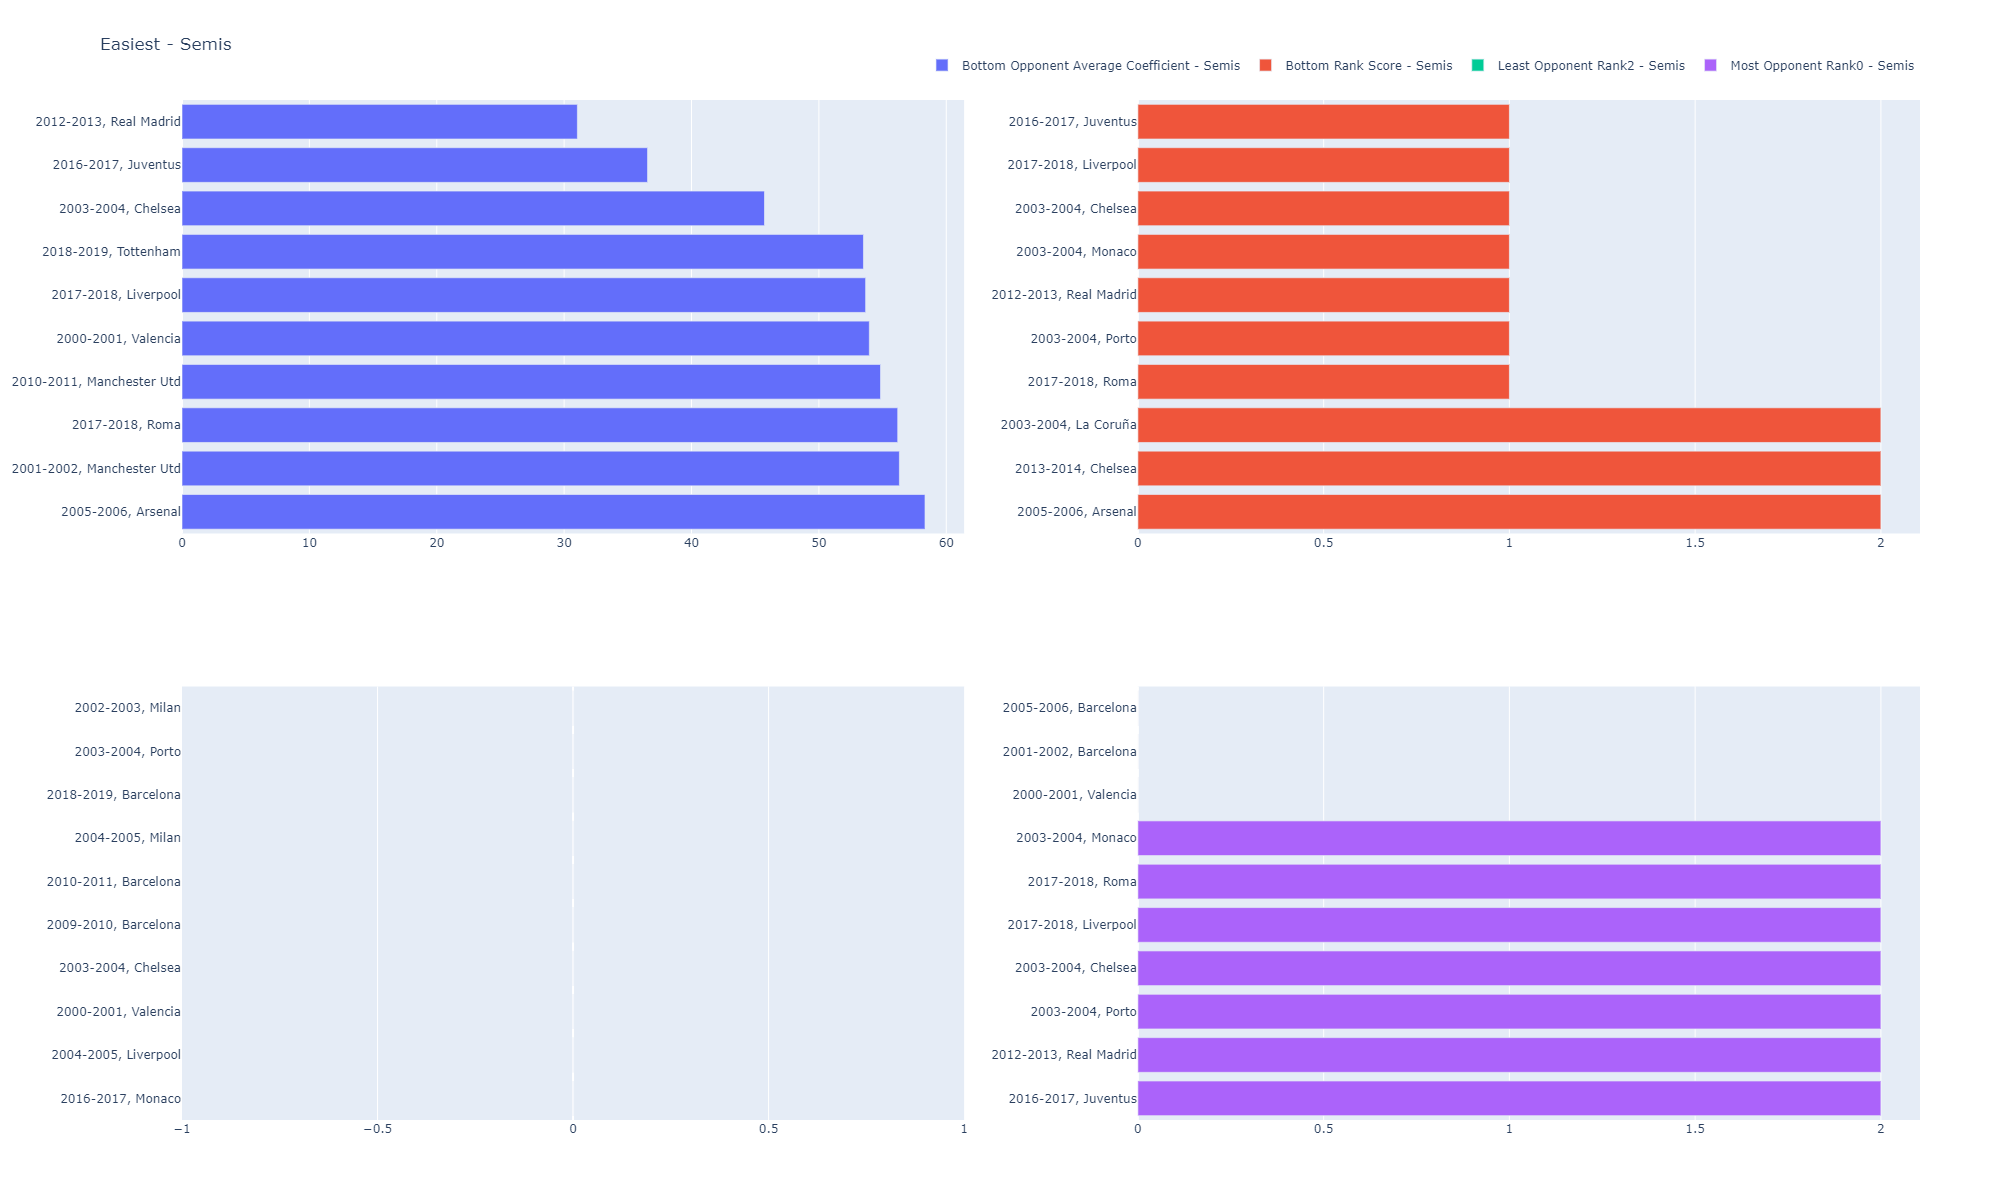 Easiest - Semis
Bottom Opponent Average Coefficient - Semis
Bottom Rank Score - Semis
Least Opponent Rank2 - Semis
Most Opponent Rank0 - Semis
2012-2013, Real Madrid
2016-2017, Juventus
2003-2004, Chelsea
2018-2019, Tottenham
2017-2018, Liverpool
2000-2001, Valencia
2010-2011, Manchester Utd
2017-2018, Roma
2001-2002, Manchester Utd
2005-2006, Arsenal
0 10 20 30 40 50 60
2016-2017, Juventus
2017-2018, Liverpool
2003-2004, Chelsea
2003-2004, Monaco
2012-2013, Real Madrid
2003-2004, Porto
2017-2018, Roma
2003-2004, La Coruña
2013-2014, Chelsea
2005-2006, Arsenal
0 0.5 1 1.5 2
2002-2003, Milan
2003-2004, Porto
2018-2019, Barcelona
2004-2005, Milan
2010-2011, Barcelona
2009-2010, Barcelona
2003-2004, Chelsea
2000-2001, Valencia
2004-2005, Liverpool
2016-2017, Monaco
−1 −0.5 0 0.5 1
2005-2006, Barcelona
2001-2002, Barcelona
2000-2001, Valencia
2003-2004, Monaco
2017-2018, Roma
2017-2018, Liverpool
2003-2004, Chelsea
2003-2004, Porto
2012-2013, Real Madrid
2016-2017, Juventus
0 0.5 1 1.5 2